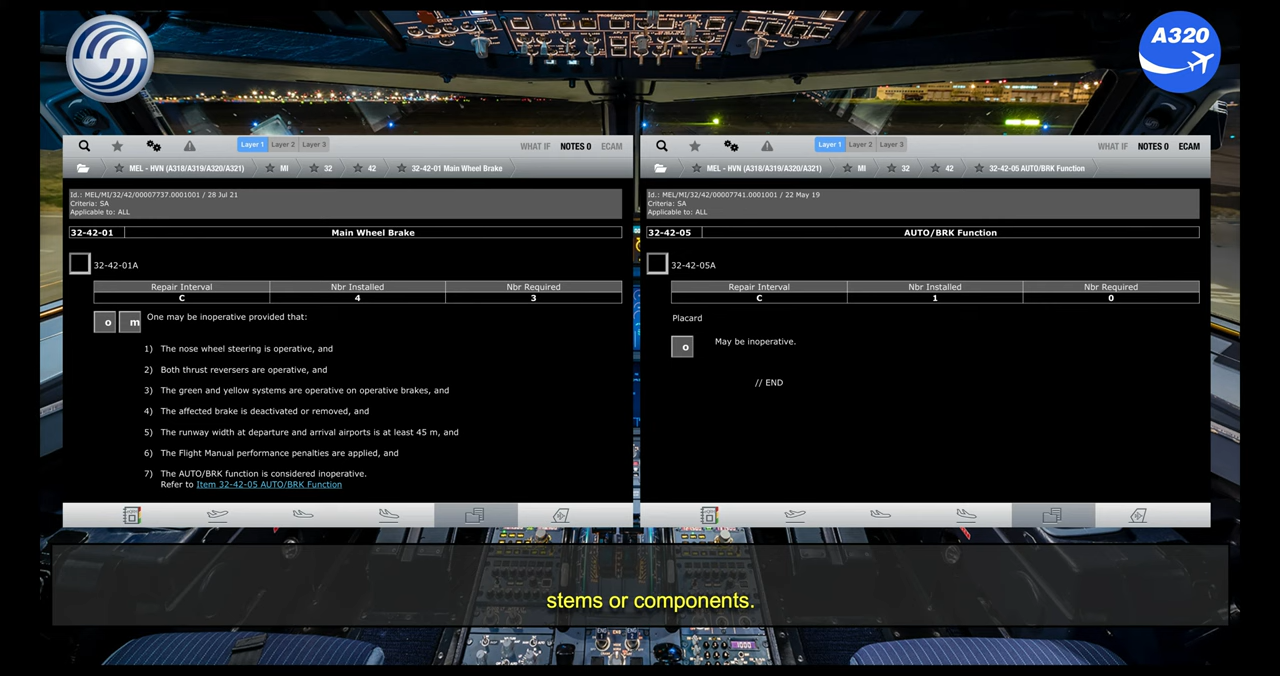 A320
Layer 1 Layer 2 Layer 3
WHAT IF NOTES 0 ECAM
MEL - HVN (A318/A319/A320/A321) MI 32 42 32-42-01 Main Wheel Brake
Id.: MEL/MI/32/42/00007737.0001001 / 28 Jul 21
Criteria: SA
Applicable to: ALL
32-42-01 Main Wheel Brake
32-42-01A
Repair Interval Nbr Installed Nbr Required
C 4 3
o m One may be inoperative provided that:
1) The nose wheel steering is operative, and
2) Both thrust reversers are operative, and
3) The green and yellow systems are operative on operative brakes, and
4) The affected brake is deactivated or removed, and
5) The runway width at departure and arrival airports is at least 45 m, and
6) The Flight Manual performance penalties are applied, and
7) The AUTO/BRK function is considered inoperative.
Refer to Item 32-42-05 AUTO/BRK Function
Layer 1 Layer 2 Layer 3
WHAT IF NOTES 0 ECAM
MEL - HVN (A318/A319/A320/A321) MI 32 42 32-42-05 AUTO/BRK Function
Id.: MEL/MI/32/42/00007741.0001001 / 22 May 19
Criteria: SA
Applicable to: ALL
32-42-05 AUTO/BRK Function
32-42-05A
Repair Interval Nbr Installed Nbr Required
C 1 0
Placard
o May be inoperative.
// END
stems or components.